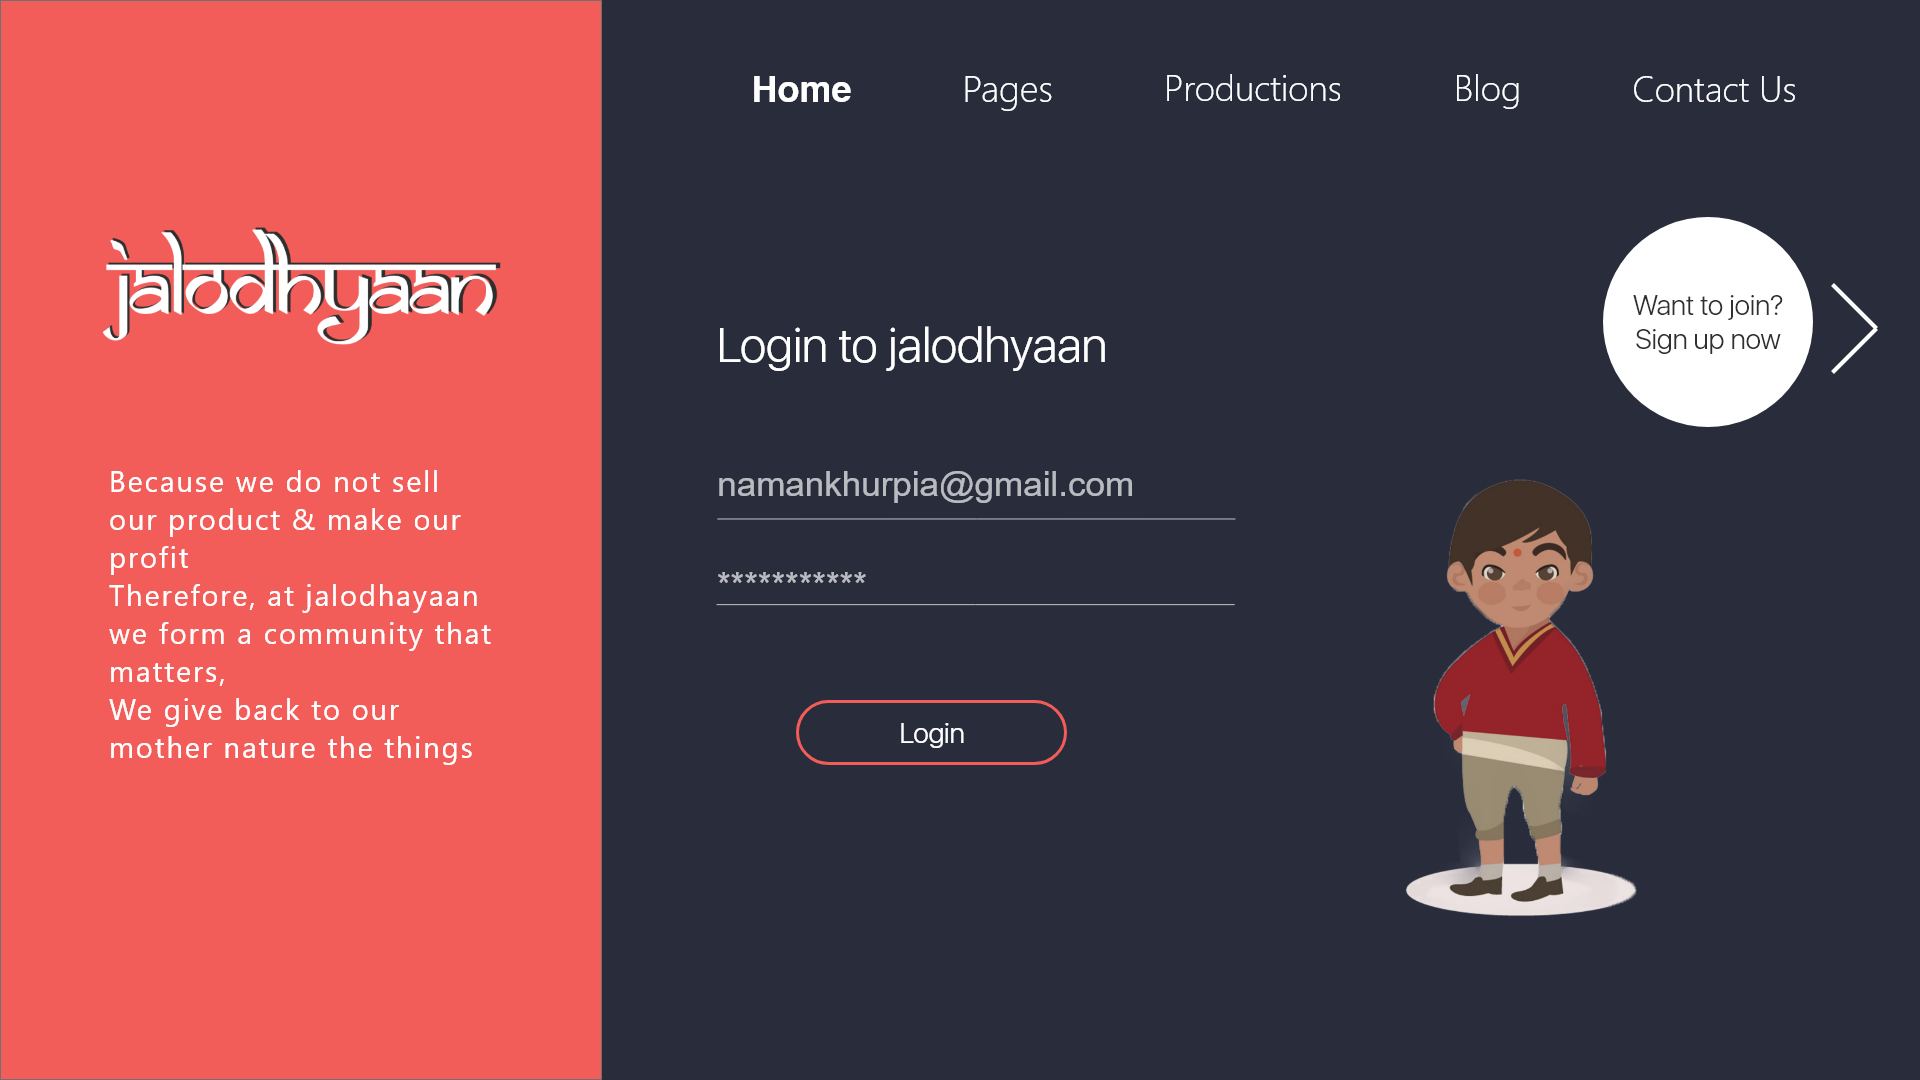 Home Pages Productions Blog Contact Us
jalodhyaan
Because we do not sell
our product & make our
profit
Therefore, at jalodhayaan
we form a community that
matters,
We give back to our
mother nature the things
Login to jalodhyaan
namankhurpia@gmail.com
***********
Login
Want to join?
Sign up now